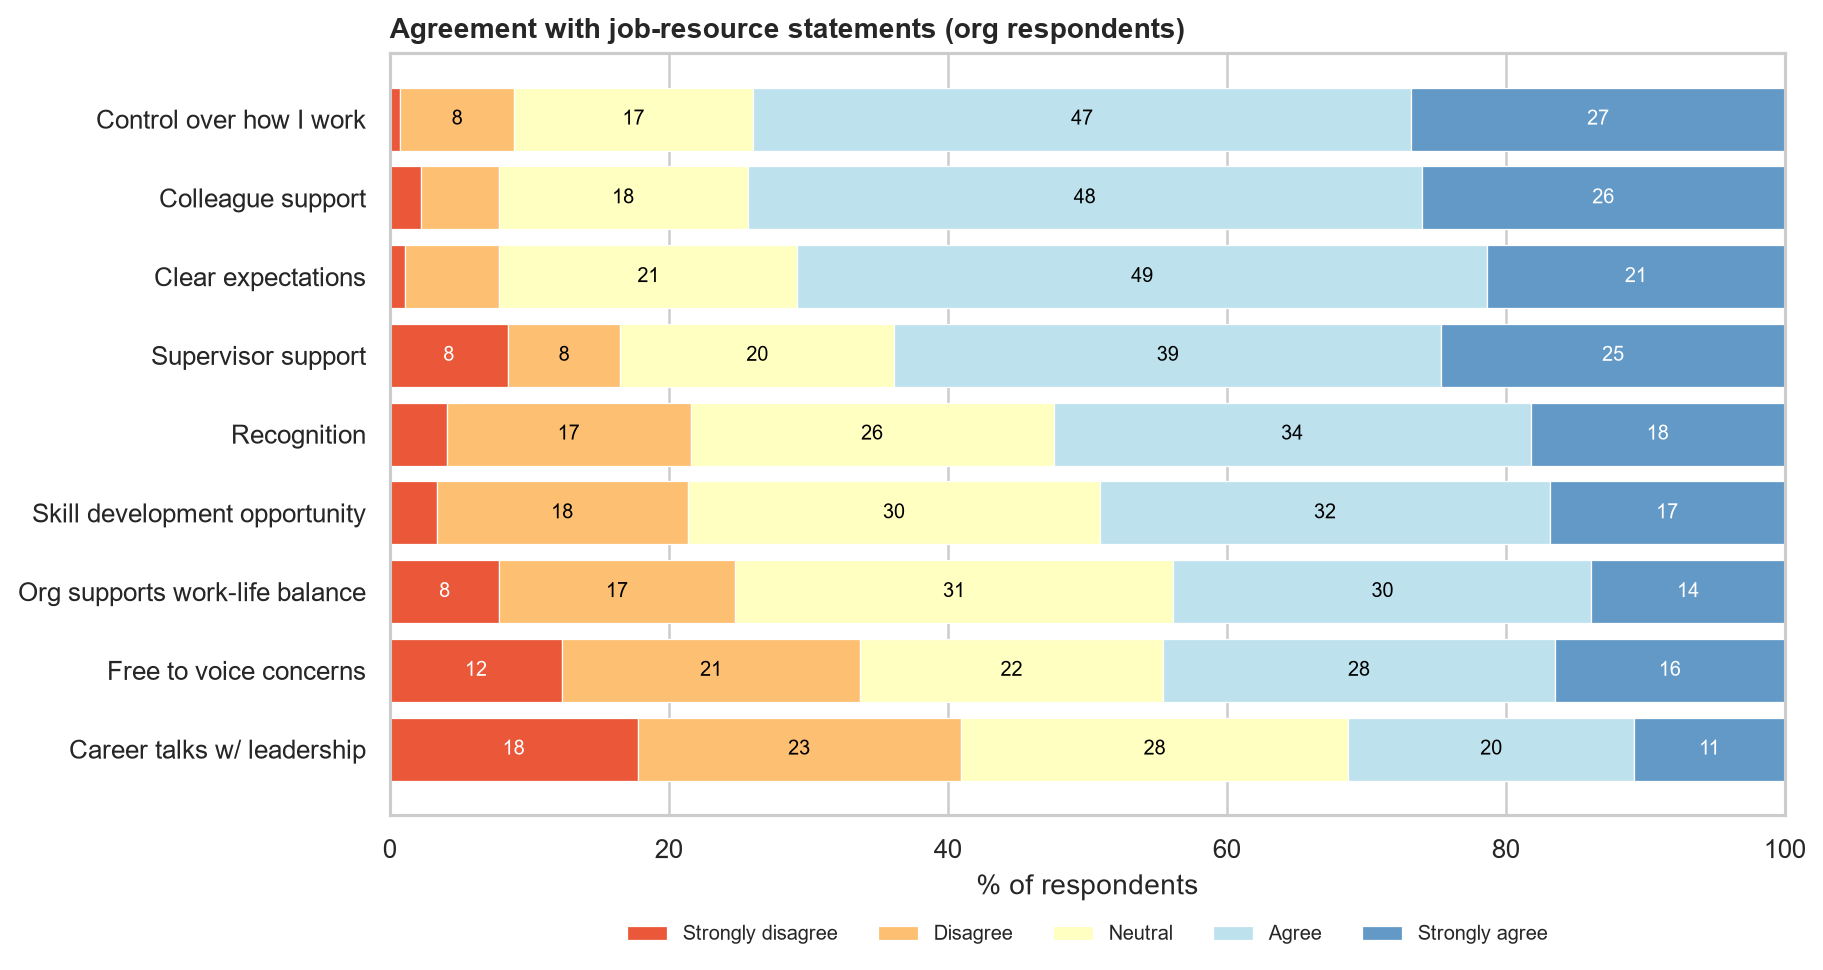 Agreement with job-resource statements (org respondents)
Control over how I work 8 17 47 27
Colleague support 18 48 26
Clear expectations 21 49 21
Supervisor support 8 8 20 39 25
Recognition 17 26 34 18
Skill development opportunity 18 30 32 17
Org supports work-life balance 8 17 31 30 14
Free to voice concerns 12 21 22 28 16
Career talks w/ leadership 18 23 28 20 11
0 20 40 60 80 100
% of respondents
Strongly disagree Disagree Neutral Agree Strongly agree